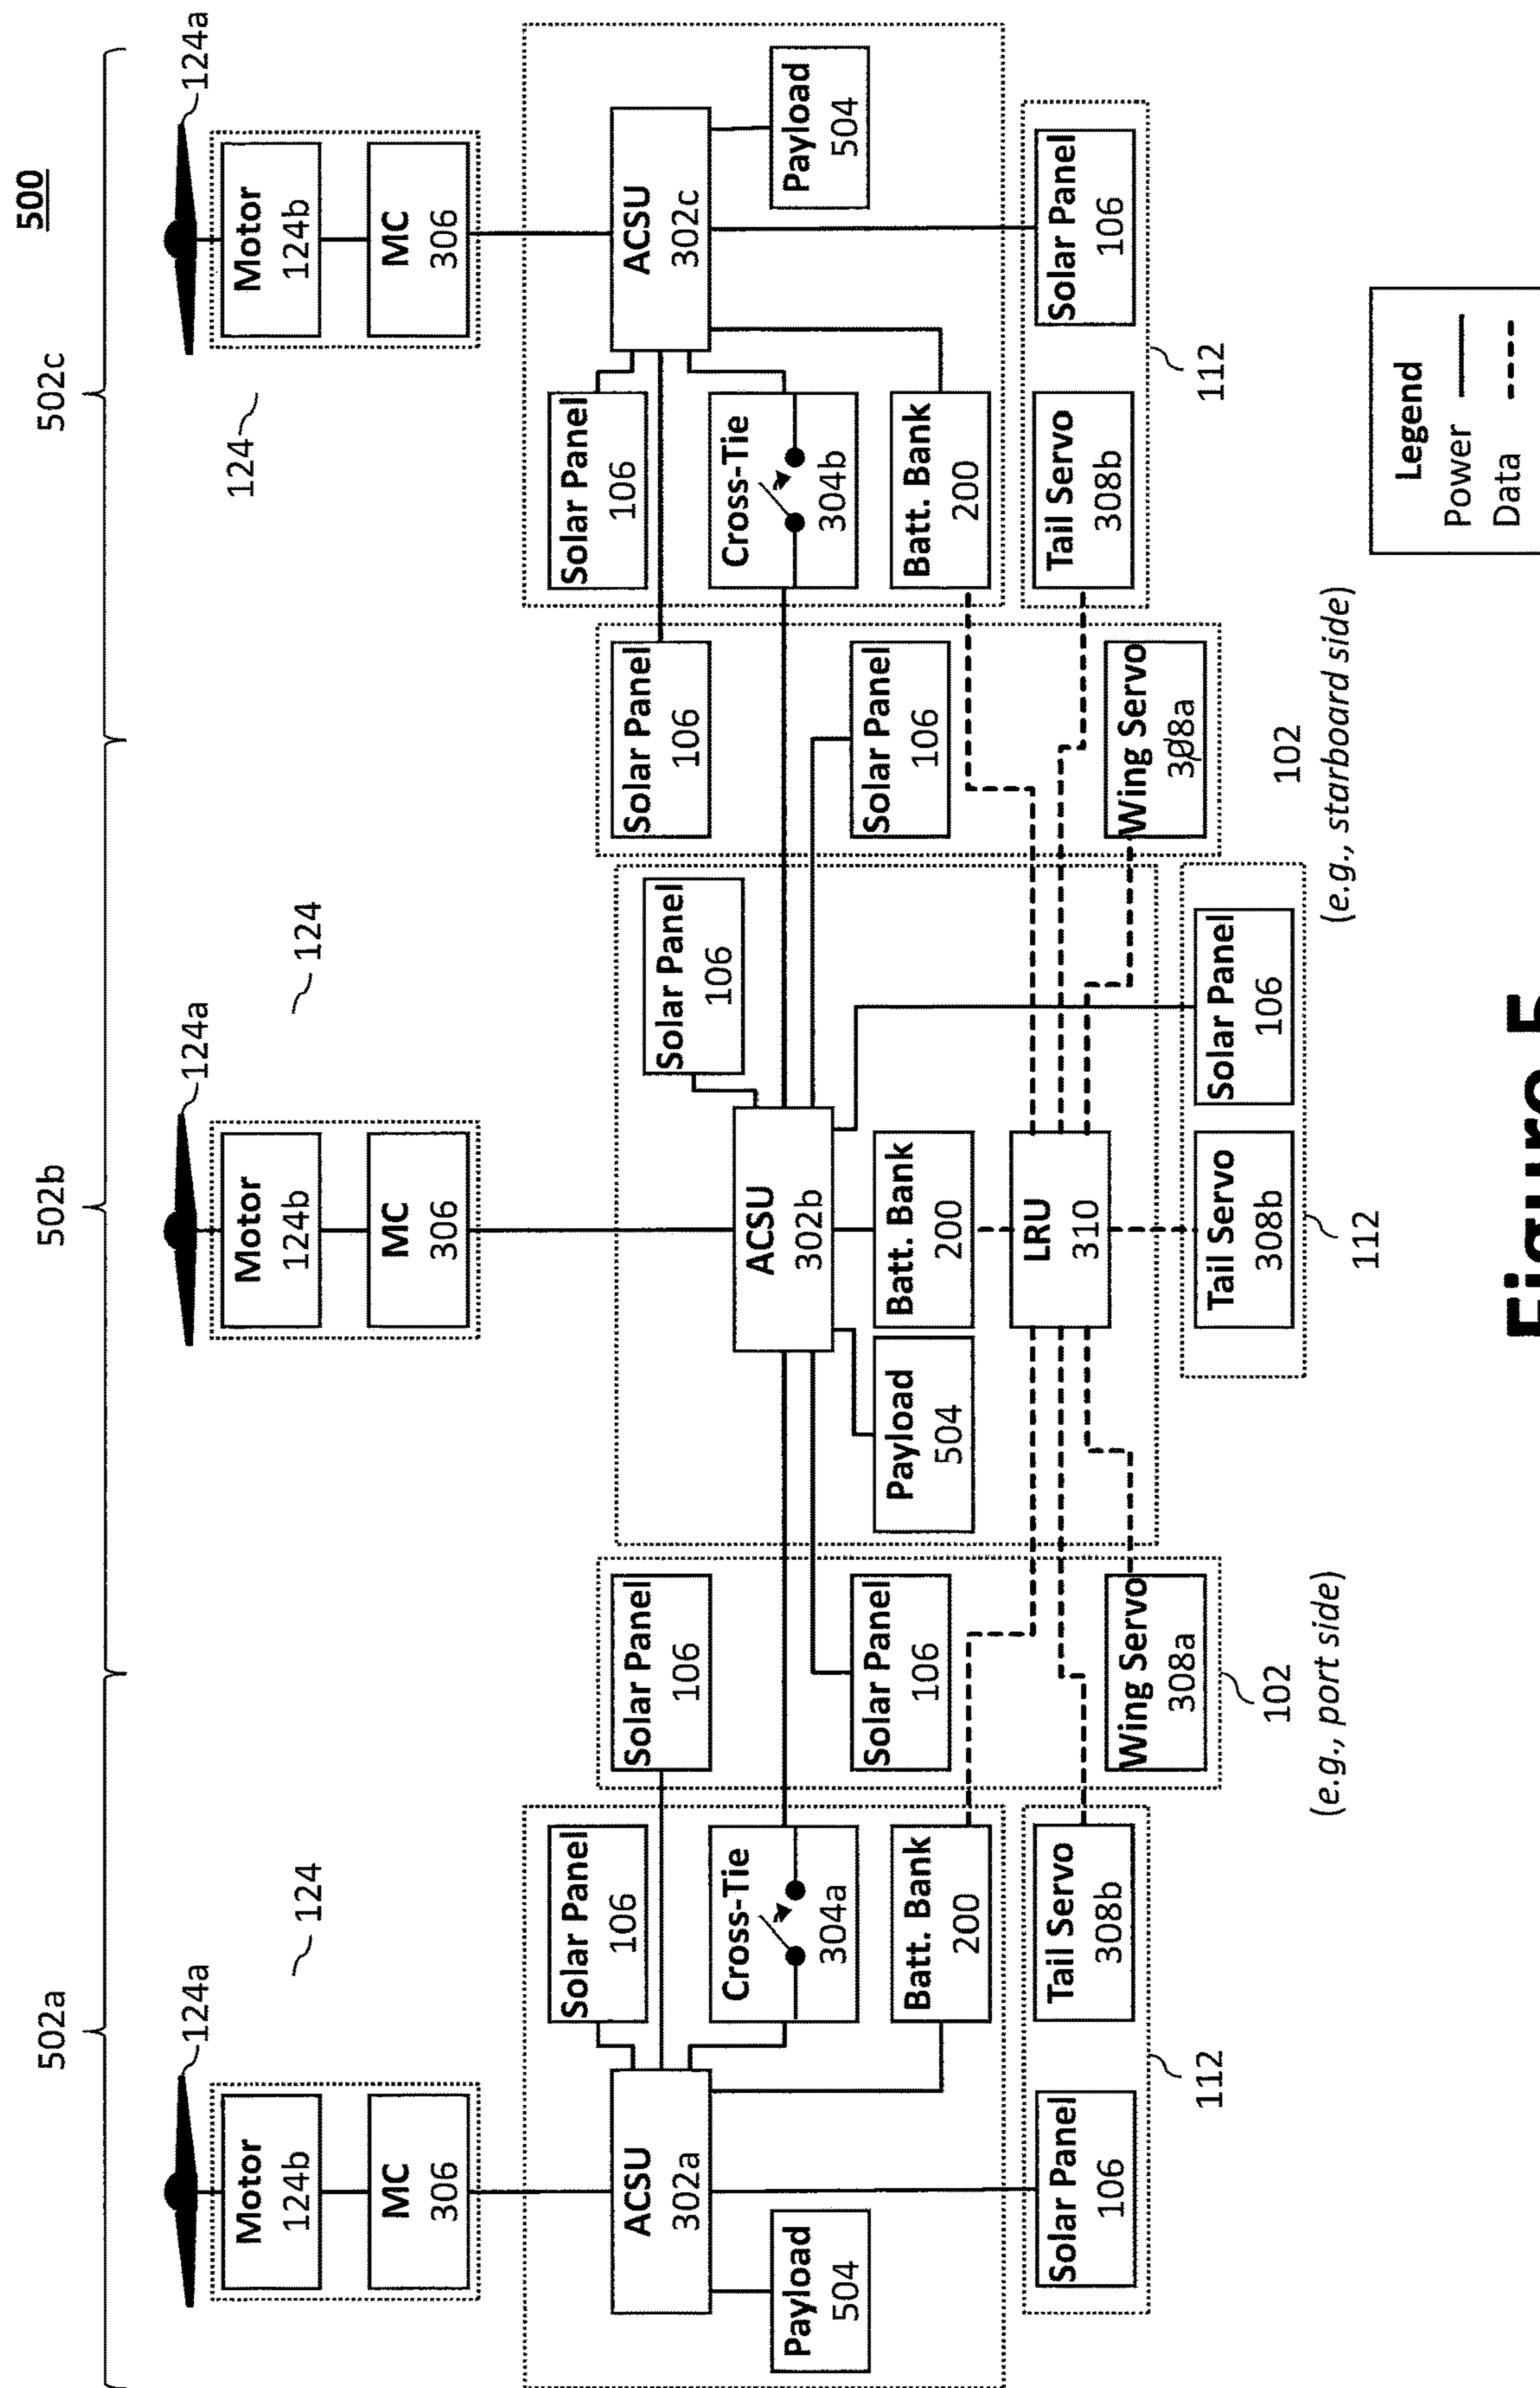 500
502a
502b
502c
124a
124
124a
124
124a
124
Motor
124b
MC
306
Motor
124b
MC
306
Motor
124b
MC
306
ACSU
302a
Payload
504
Solar Panel
106
Cross-Tie
304a
Batt. Bank
200
Solar Panel
106
Tail Servo
308b
112
Solar Panel
106
Solar Panel
106
Wing Servo
308a
102
(e.g., port side)
ACSU
302b
Solar Panel
106
Payload
504
Batt. Bank
200
LRU
310
Tail Servo
308b
Solar Panel
106
112
Solar Panel
106
Solar Panel
106
Wing Servo
308a
102
(e.g., starboard side)
Solar Panel
106
Cross-Tie
304b
Batt. Bank
200
ACSU
302c
Payload
504
Tail Servo
308b
Solar Panel
106
112
Legend
Power
Data
Figure 5